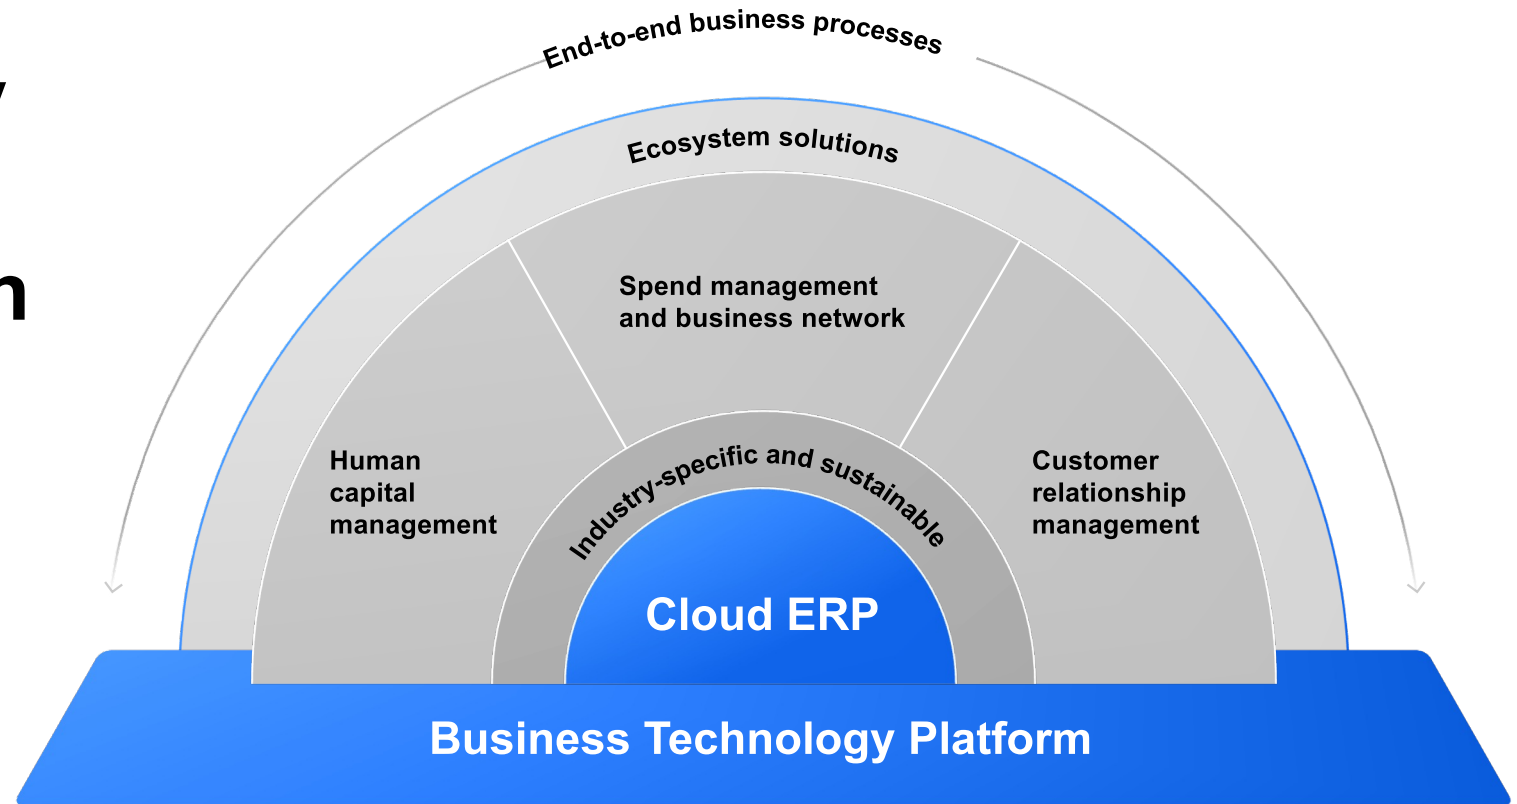 End-to-end business processes
Ecosystem solutions
Spend management
and business network
Human
capital
management
Customer
relationship
management
Industry-specific and sustainable
Cloud ERP
Business Technology Platform